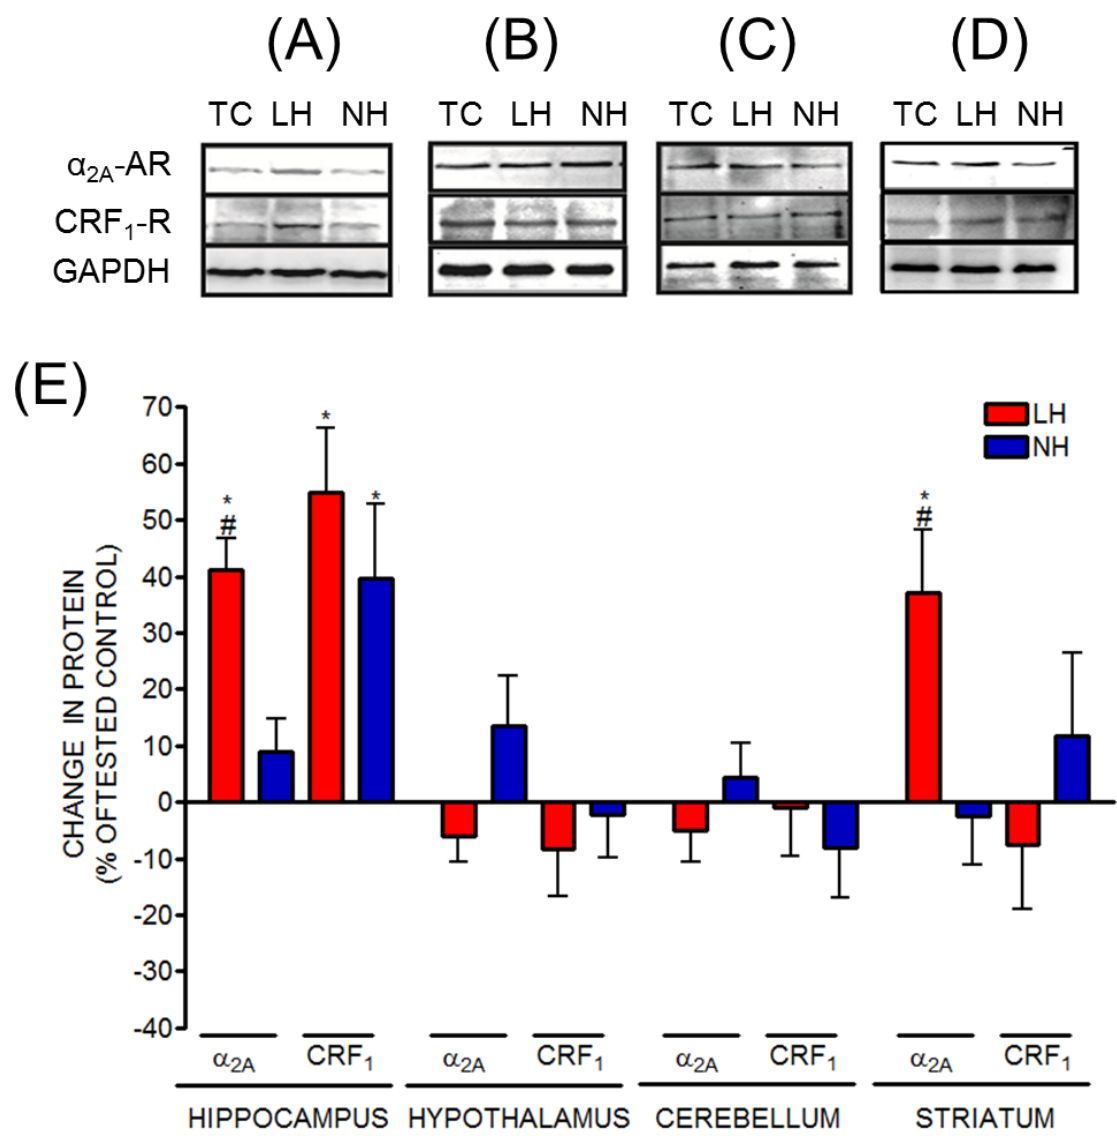 (A) (B) (C) (D)
TC LH NH TC LH NH TC LH NH TC LH NH
α2A-AR
CRF1-R
GAPDH
(E)
CHANGE IN PROTEIN
(% OFTESTED CONTROL)
70
60
50
40
30
20
10
0
-10
-20
-30
-40
LH
NH
*
#
*
*
*
#
α2A CRF1 α2A CRF1 α2A CRF1 α2A CRF1
HIPPOCAMPUS HYPOTHALAMUS CEREBELLUM STRIATUM